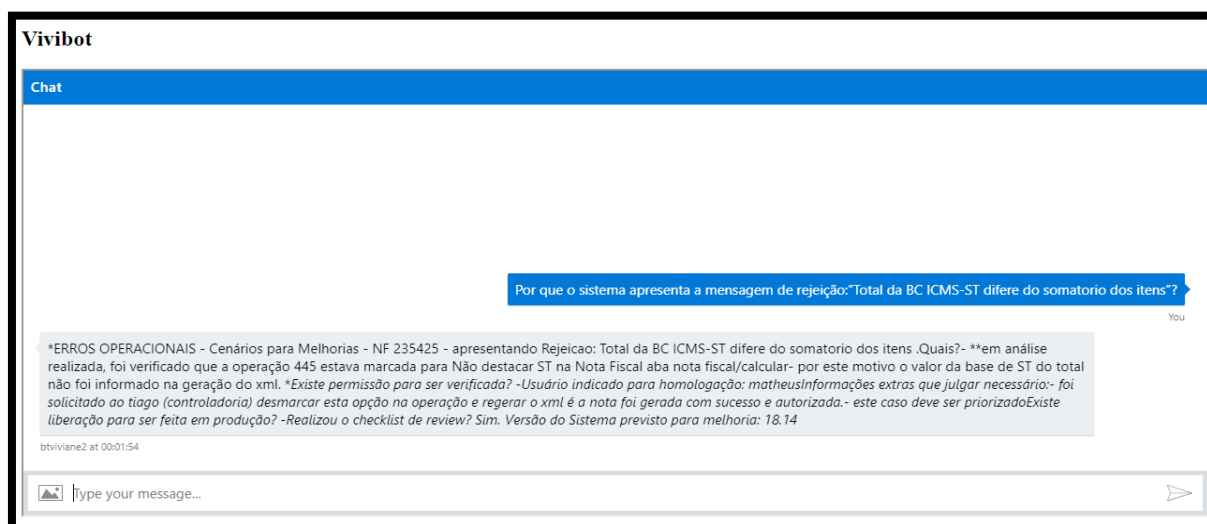 Vivibot
Chat
Por que o sistema apresenta a mensagem de rejeição:"Total da BC ICMS-ST difere do somatorio dos itens"?
You
*ERROS OPERACIONAIS - Cenários para Melhorias - NF 235425 - apresentando Rejeicao: Total da BC ICMS-ST difere do somatorio dos itens .Quais?- **em análise
realizada, foi verificado que a operação 445 estava marcada para Não destacar ST na Nota Fiscal aba nota fiscal/calcular- por este motivo o valor da base de ST do total
não foi informado na geração do xml. *Existe permissão para ser verificada? -Usuário indicado para homologação: matheusInformações extras que julgar necessário:- foi
solicitado ao tiago (controladoria) desmarcar esta opção na operação e regerar o xml é a nota foi gerada com sucesso e autorizada.- este caso deve ser priorizadoExiste
liberação para ser feita em produção? -Realizou o checklist de review? Sim. Versão do Sistema previsto para melhoria: 18.14
btviviane2 at 00:01:54
Type your message...